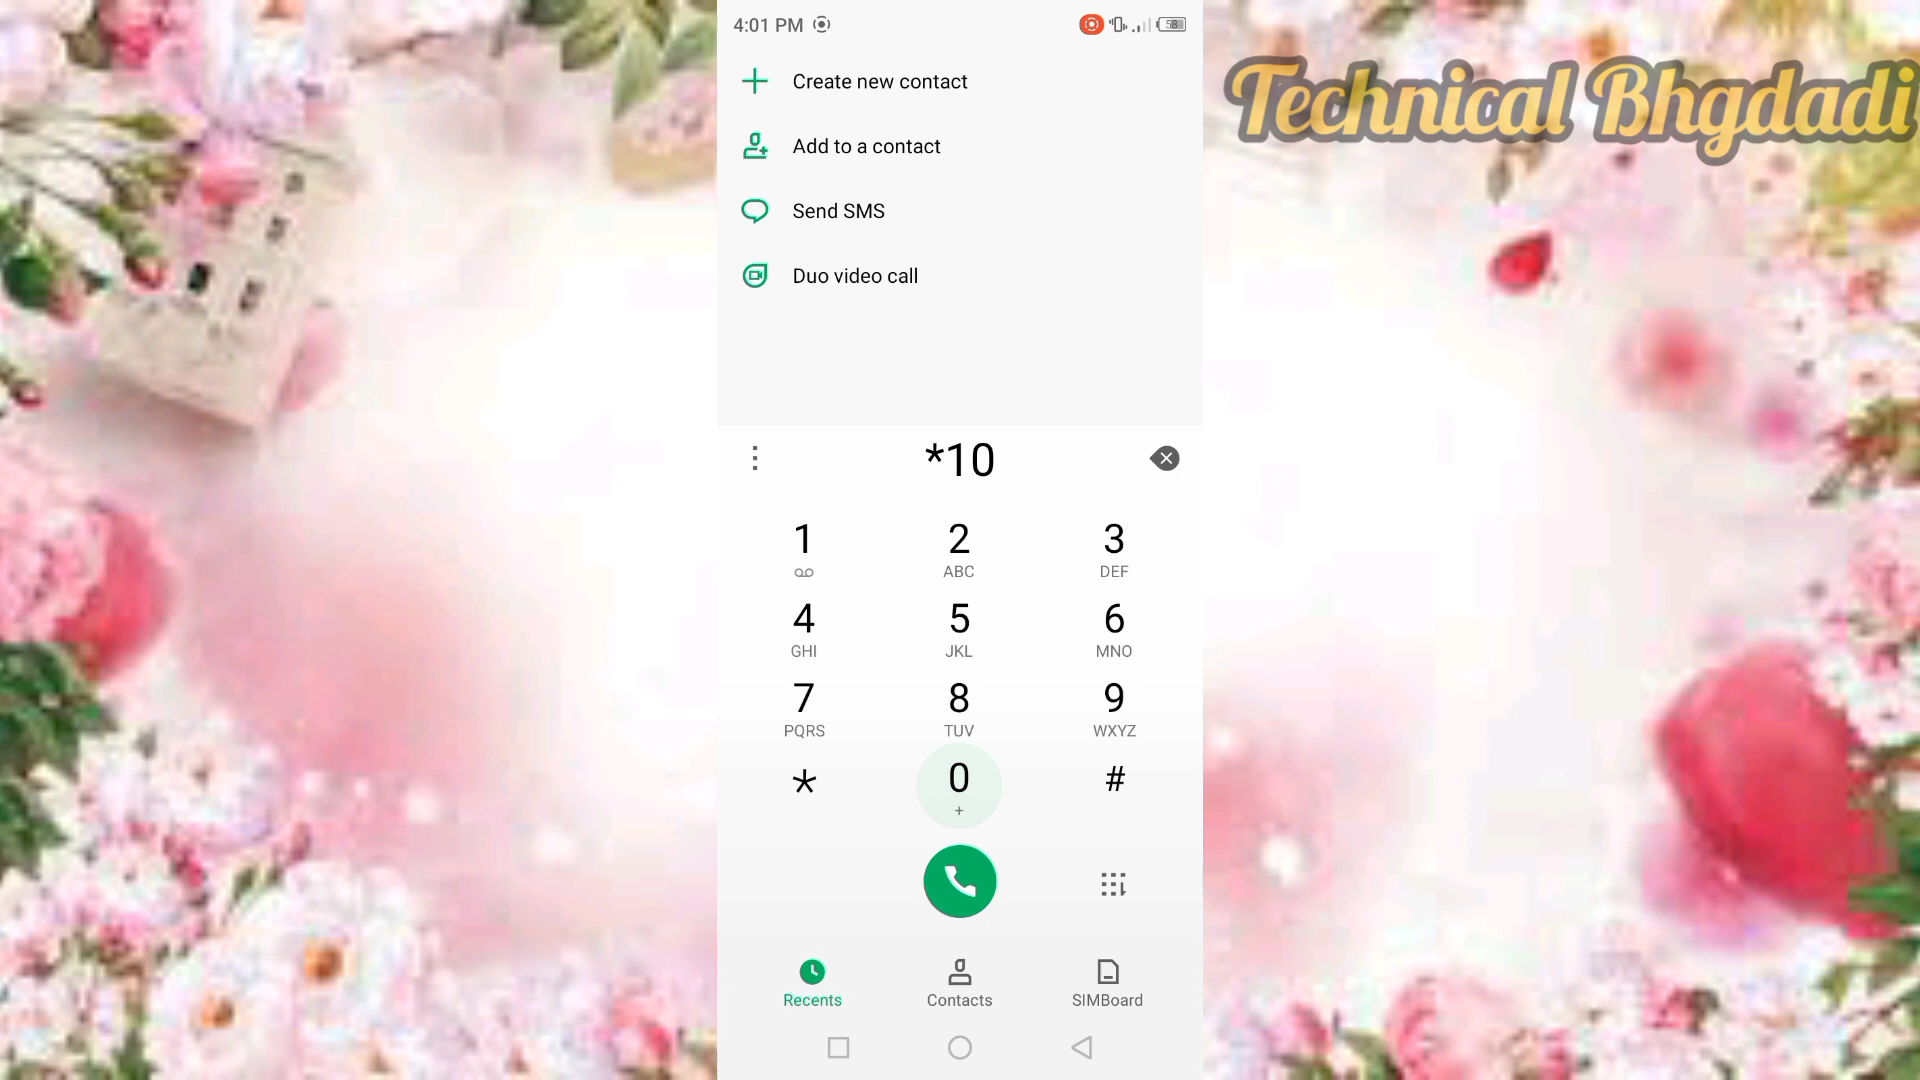 4:01 PM
58
Technical Bhgdadi
Create new contact
Add to a contact
Send SMS
Duo video call
*10
1 2 3
ABC DEF
4 5 6
GHI JKL MNO
7 8 9
PQRS TUV WXYZ
* 0 #
+
Recents Contacts SIMBoard